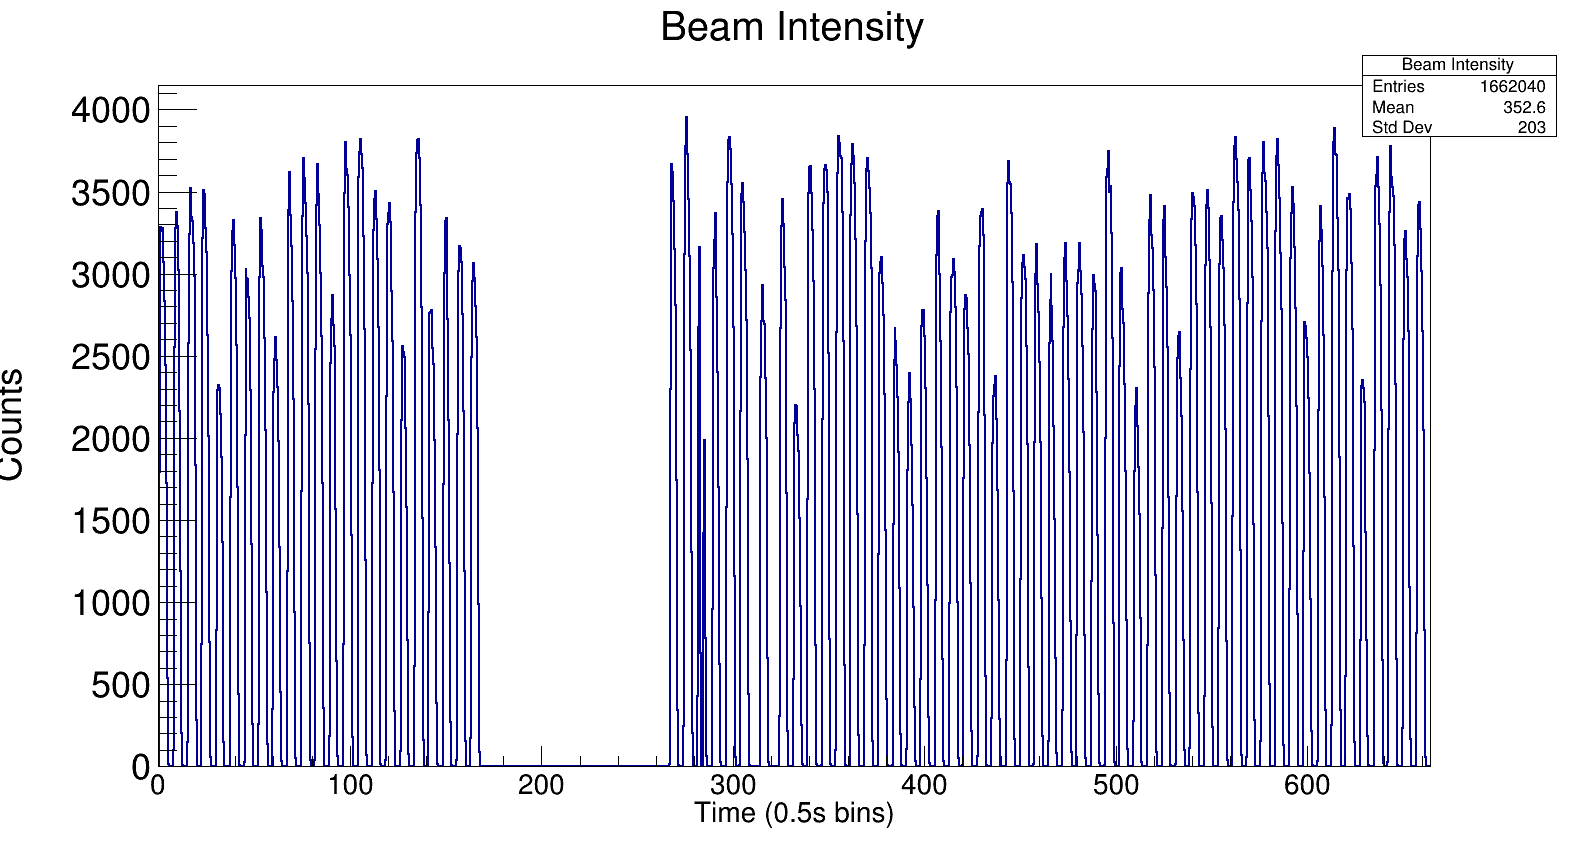 Beam Intensity
Beam Intensity
Entries 1662040
Mean 352.6
Std Dev 203
4000
3500
3000
2500
2000
1500
1000
500
0
Counts
0 100 200 300 400 500 600
Time (0.5s bins)